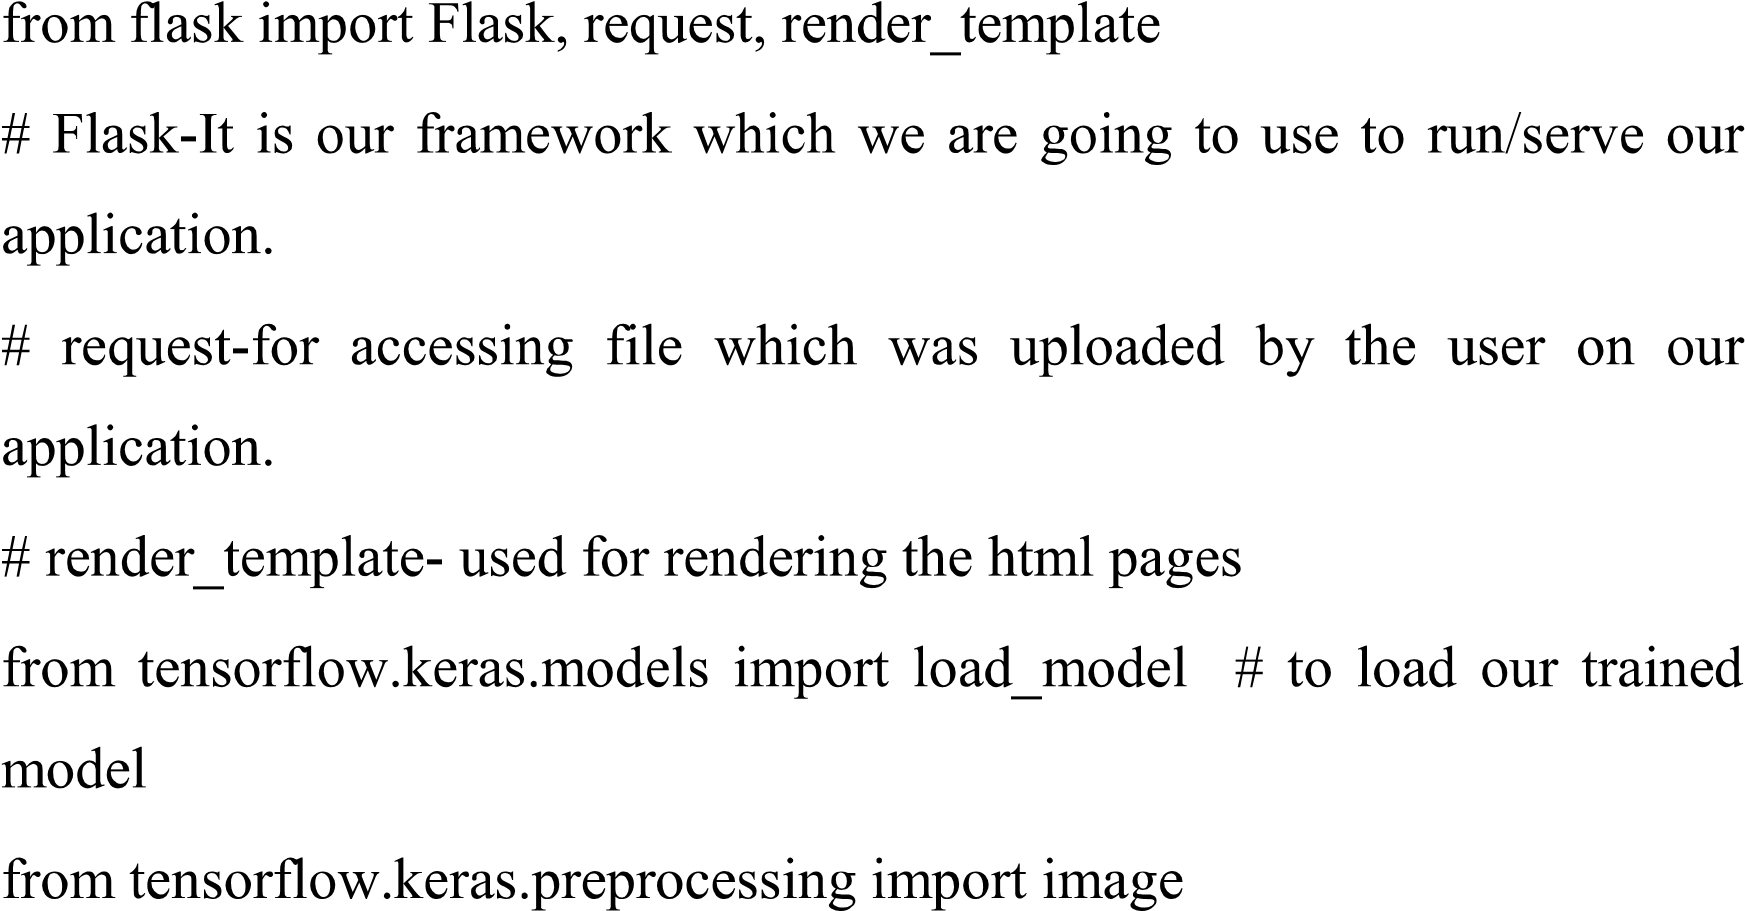 from flask import Flask, request, render_template
# Flask-It is our framework which we are going to use to run/serve our
application.
# request-for accessing file which was uploaded by the user on our
application.
# render_template- used for rendering the html pages
from tensorflow.keras.models import load_model  # to load our trained
model
from tensorflow.keras.preprocessing import image